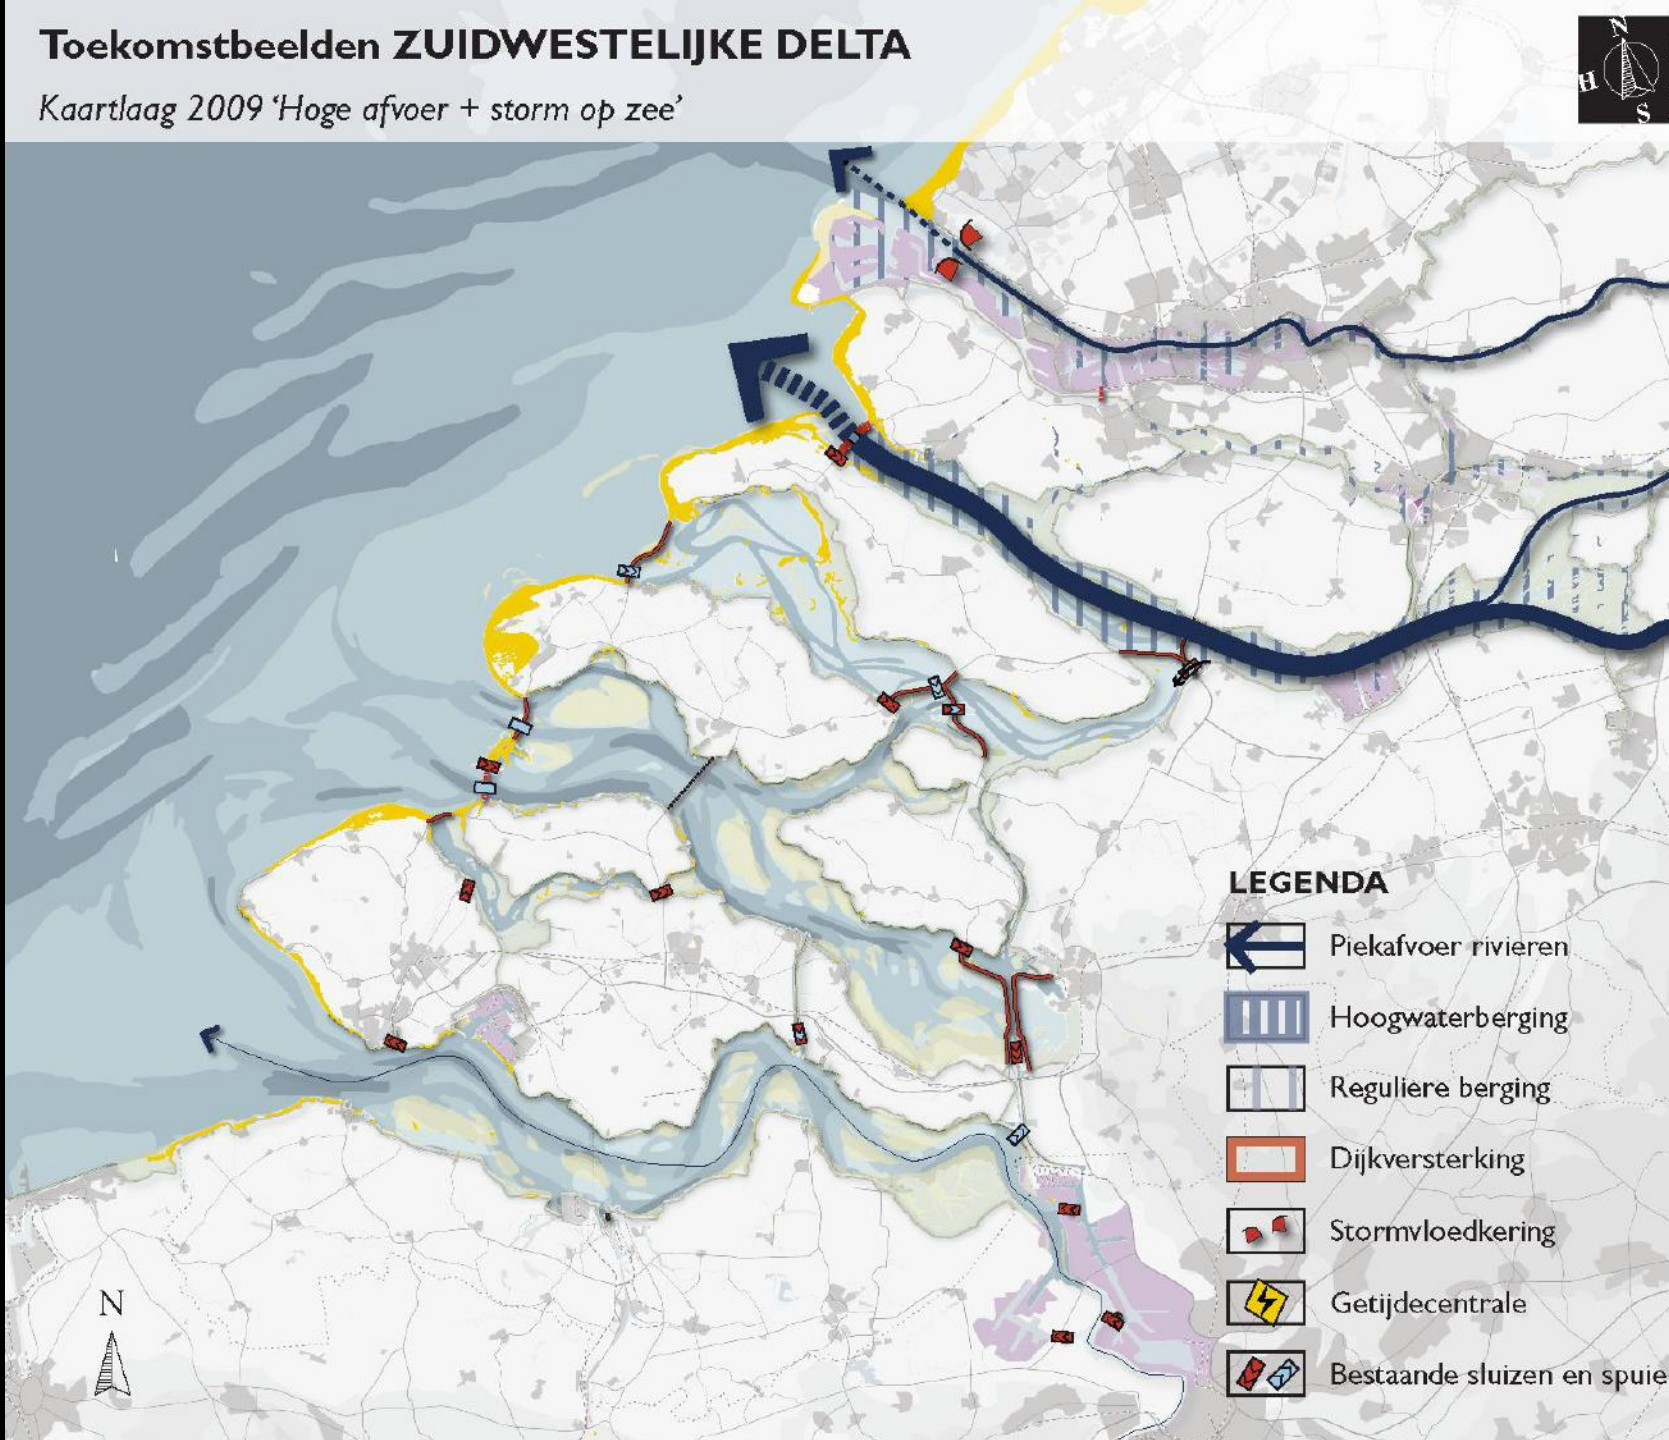 Toekomstbeelden ZUIDWESTELIJKE DELTA
Kaartlaag 2009 ‘Hoge afvoer + storm op zee’
N
H
S
LEGENDA
Piekafvoer rivieren
Hoogwaterberging
Reguliere berging
Dijkversterking
Stormvloedkering
Getijdecentrale
Bestaande sluizen en spuie
N